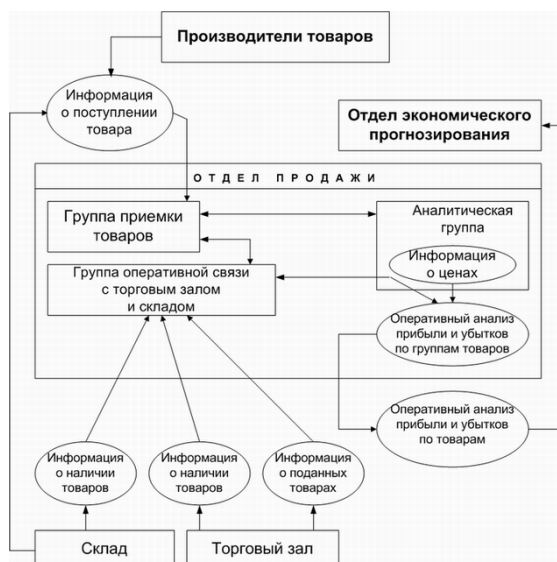 Производители товаров
Информация
о поступлении
товара
Отдел экономического
прогнозирования
ОТДЕЛ ПРОДАЖИ
Группа приемки
товаров
Аналитическая
группа
Информация
о ценах
Группа оперативной связи
с торговым залом
и складом
Оперативный анализ
прибыли и убытков
по группам товаров
Оперативный анализ
прибыли и убытков
по товарам
Информация
о наличии
товаров
Информация
о наличии
товаров
Информация
о поданных
товарах
Склад
Торговый зал